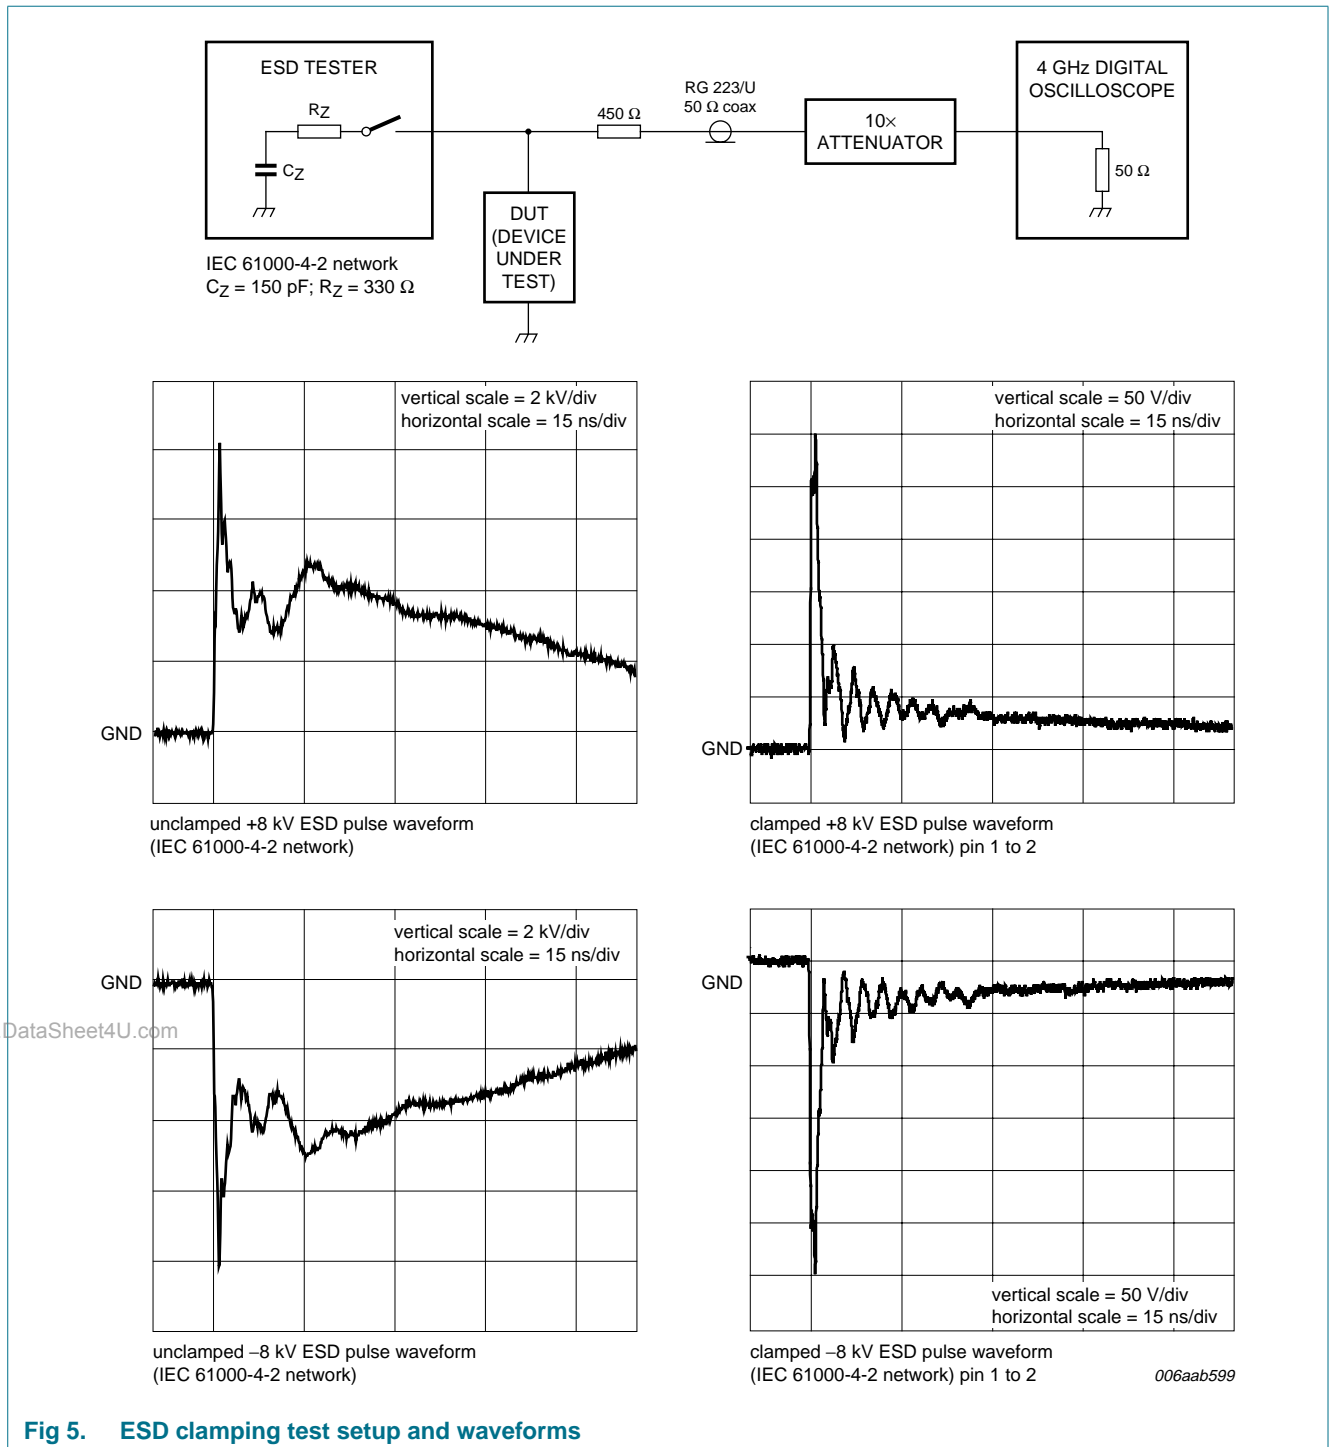 ESD TESTER
RZ
CZ
IEC 61000-4-2 network
CZ = 150 pF; RZ = 330 Ω
DUT
(DEVICE
UNDER
TEST)
450 Ω
RG 223/U
50 Ω coax
10×
ATTENUATOR
4 GHz DIGITAL
OSCILLOSCOPE
50 Ω
vertical scale = 2 kV/div
horizontal scale = 15 ns/div
GND
unclamped +8 kV ESD pulse waveform
(IEC 61000-4-2 network)
vertical scale = 50 V/div
horizontal scale = 15 ns/div
GND
clamped +8 kV ESD pulse waveform
(IEC 61000-4-2 network) pin 1 to 2
vertical scale = 2 kV/div
horizontal scale = 15 ns/div
GND
DataSheet4U.com
unclamped −8 kV ESD pulse waveform
(IEC 61000-4-2 network)
GND
vertical scale = 50 V/div
horizontal scale = 15 ns/div
clamped −8 kV ESD pulse waveform
(IEC 61000-4-2 network) pin 1 to 2
006aab599
Fig 5. ESD clamping test setup and waveforms